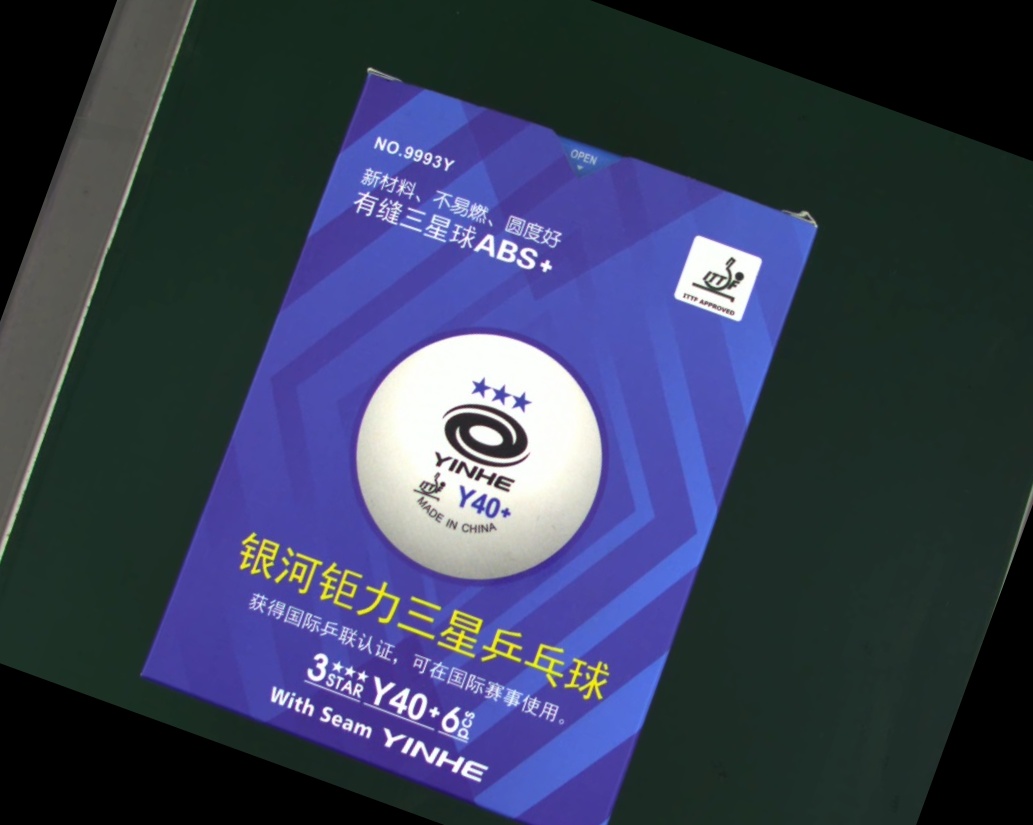 OPEN
NO.9993Y
新材料、不易燃、圆度好
有缝三星球ABS+
ITTF
ITTF APPROVED
YINHE
ITTF Y40+
MADE IN CHINA
银河钜力三星乒乓球
获得国际乒联认证，可在国际赛事使用。
3★★★STAR Y40+6pcs
With Seam YINHE